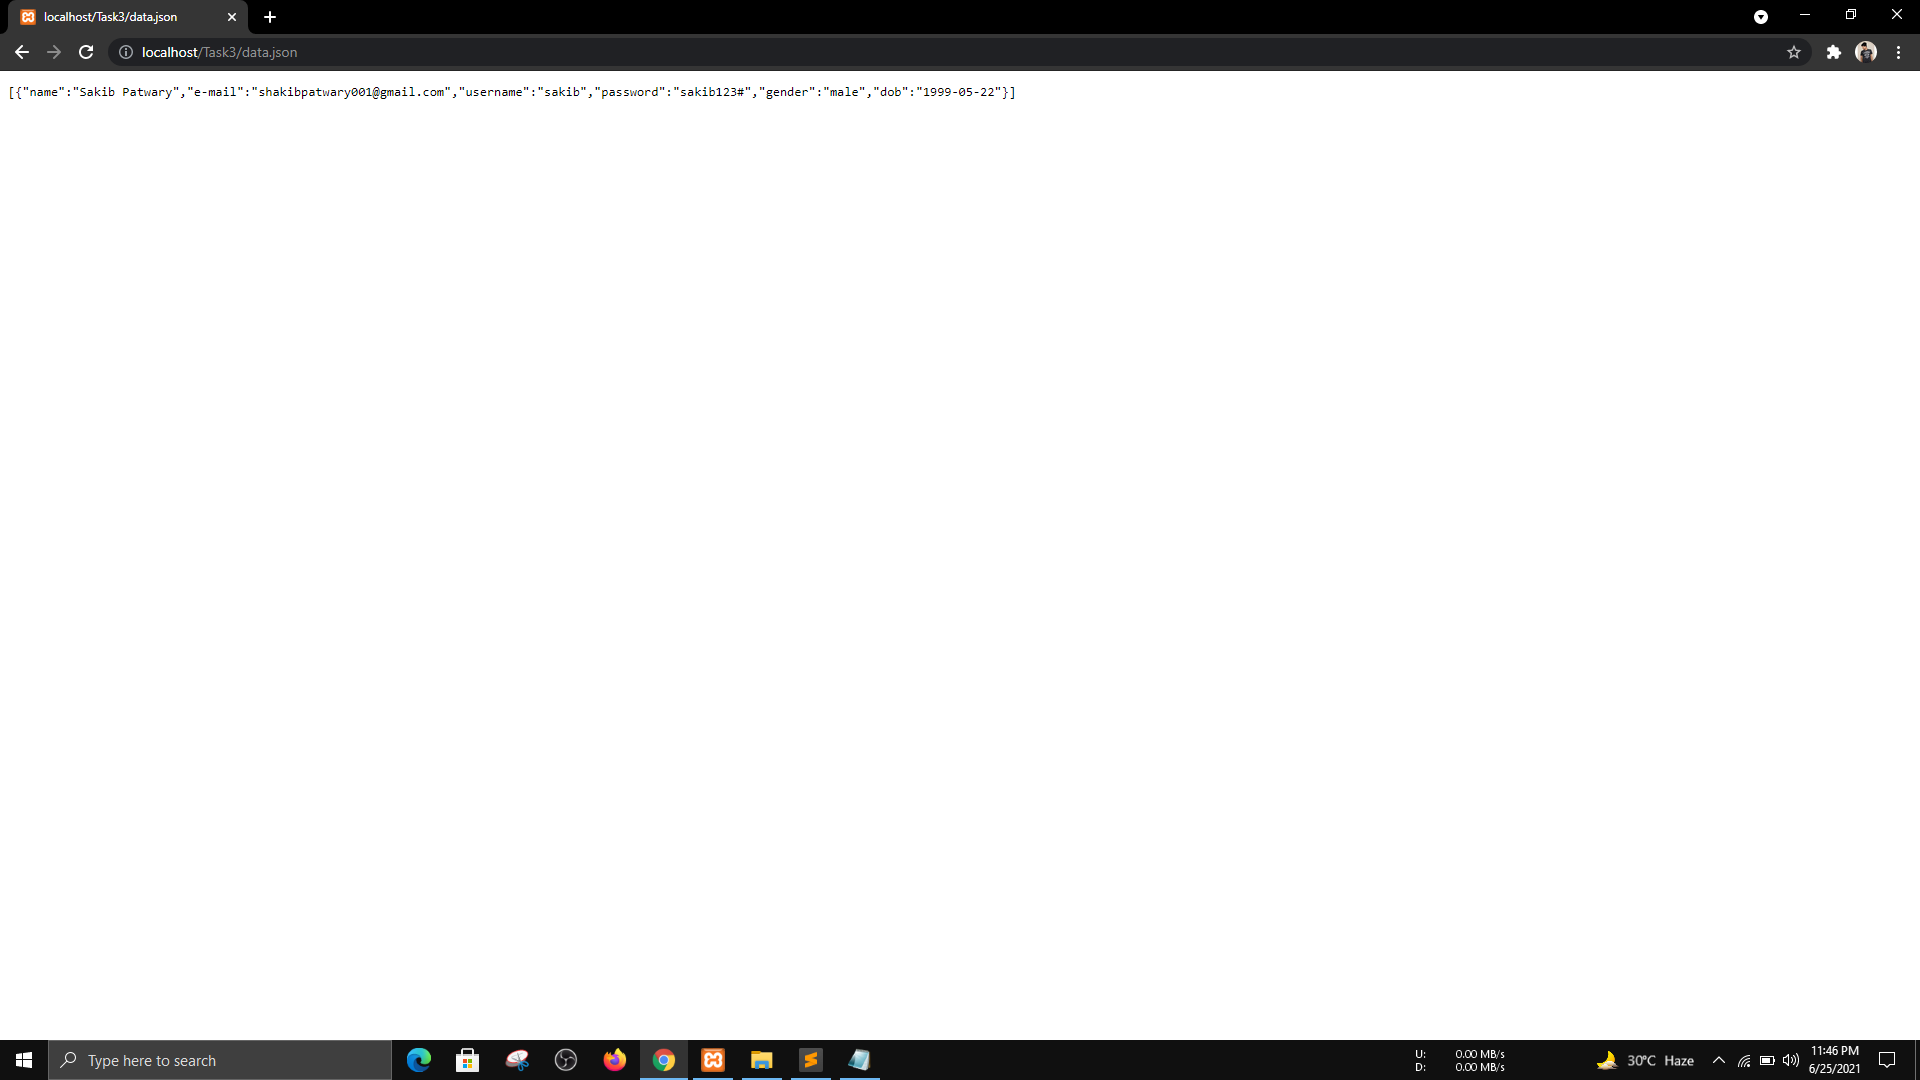 localhost/Task3/data.json
localhost/Task3/data.json
[{"name":"Sakib Patwary","e-mail":"shakibpatwary001@gmail.com","username":"sakib","password":"sakib123#","gender":"male","dob":"1999-05-22"}]
Type here to search
U: 0.00 MB/s
D: 0.00 MB/s
30°C Haze
11:46 PM
6/25/2021